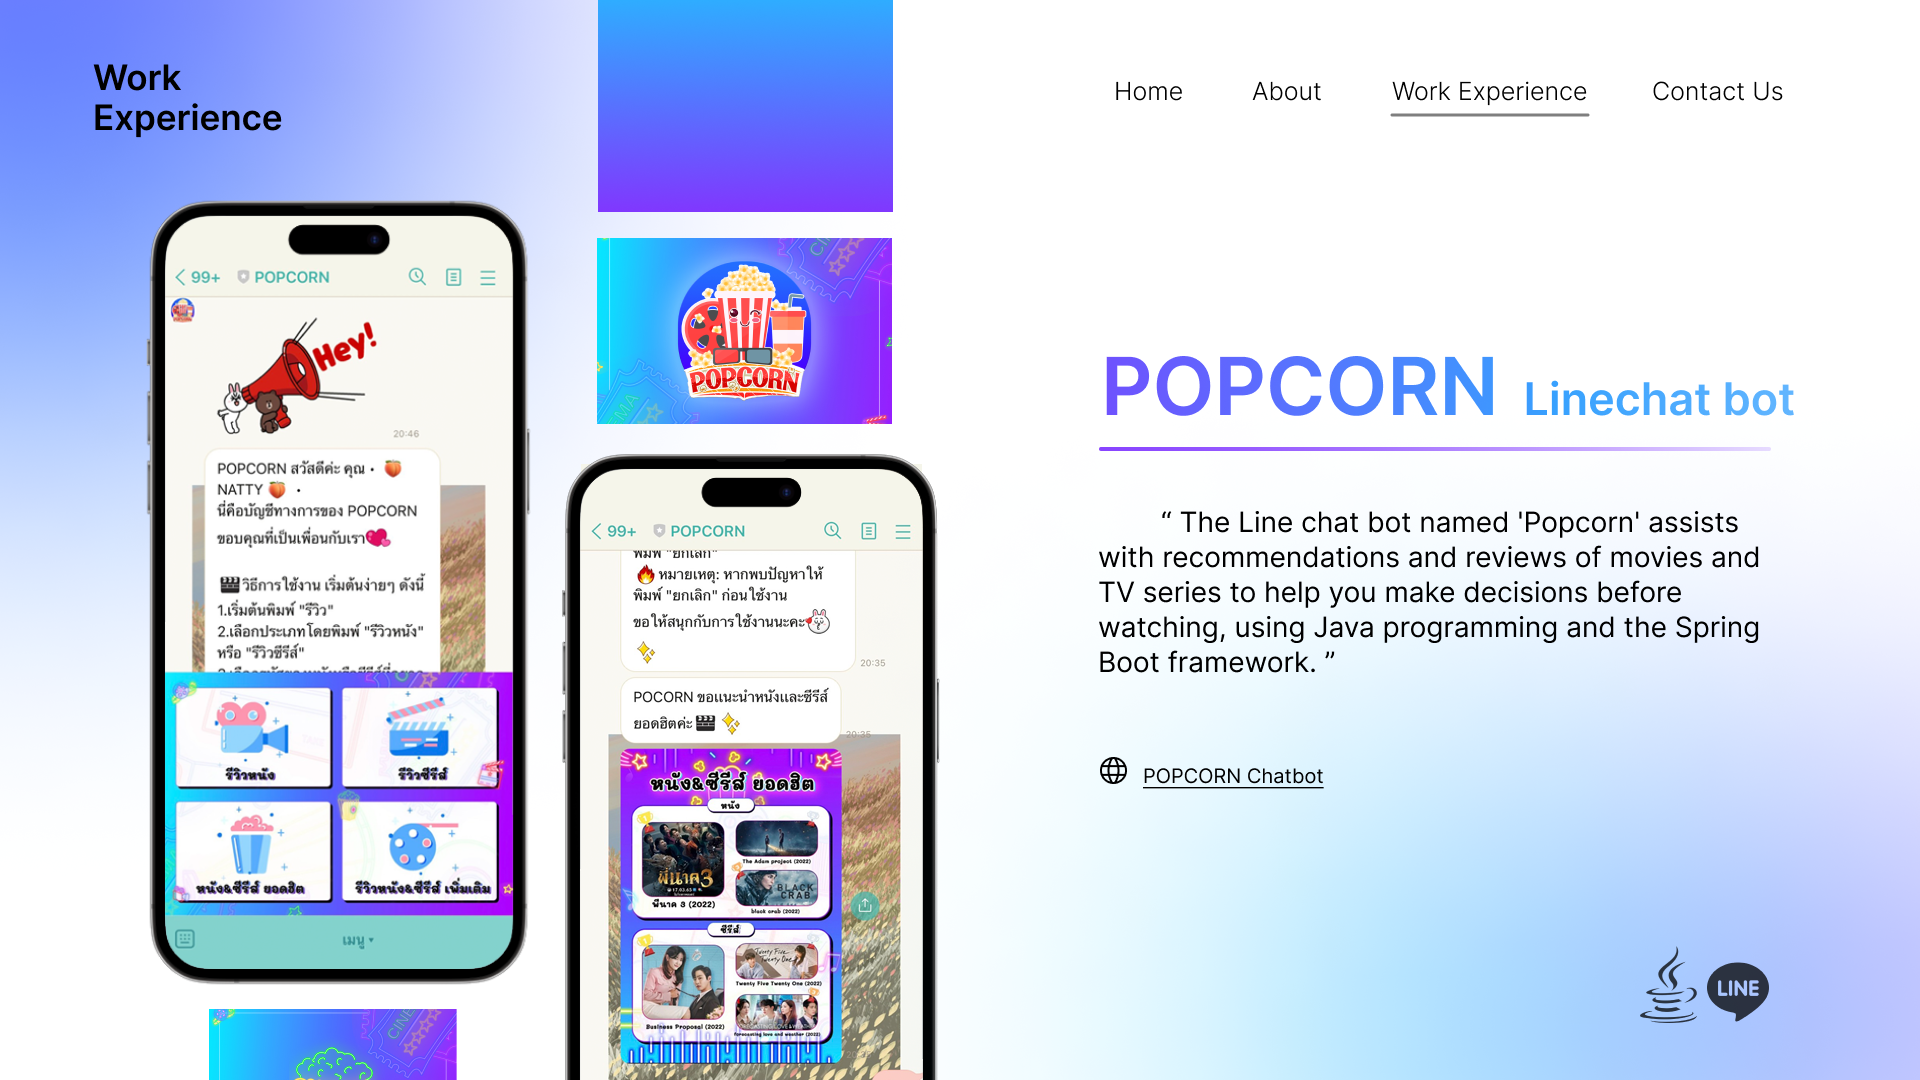 Work
Experience
Home
About
Work Experience
Contact Us
99+
POPCORN
Hey!
20:46
POPCORN สวัสดีค่ะ คุณ •
NATTY •
นี่คือบัญชีทางการของ POPCORN
ขอบคุณที่เป็นเพื่อนกับเรา
วิธีการใช้งาน เริ่มต้นง่ายๆ ดังนี้
1.เริ่มต้นพิมพ์ "รีวิว"
2.เลือกประเภทโดยพิมพ์ "รีวิวหนัง"
หรือ "รีวิวซีรีส์"
รีวิวหนัง
รีวิวซีรีส์
หนัง&ซีรีส์ ยอดฮิต
รีวิวหนัง&ซีรีส์ เพิ่มเติม
เมนู
POPCORN
CINEMA
99+
POPCORN
พิมพ์ "ยกเลิก"
หมายเหตุ: หากพบปัญหาให้
พิมพ์ "ยกเลิก" ก่อนใช้งาน
ขอให้สนุกกับการใช้งานนะคะ
20:35
POCORN ขอแนะนำหนังและซีรีส์
ยอดฮิตค่ะ
20:35
หนัง&ซีรีส์ ยอดฮิต
หนัง
พี่นาค3
พี่นาค 3 (2022)
The Adam project (2022)
BLACK
CRAB
black crab (2022)
ซีรีส์
Business Proposal (2022)
Twenty Five
Twenty One
Twenty Five Twenty One (2022)
forecasting love and weather (2022)
POPCORN Linechat bot
“ The Line chat bot named 'Popcorn' assists
with recommendations and reviews of movies and
TV series to help you make decisions before
watching, using Java programming and the Spring
Boot framework. ”
POPCORN Chatbot
LINE